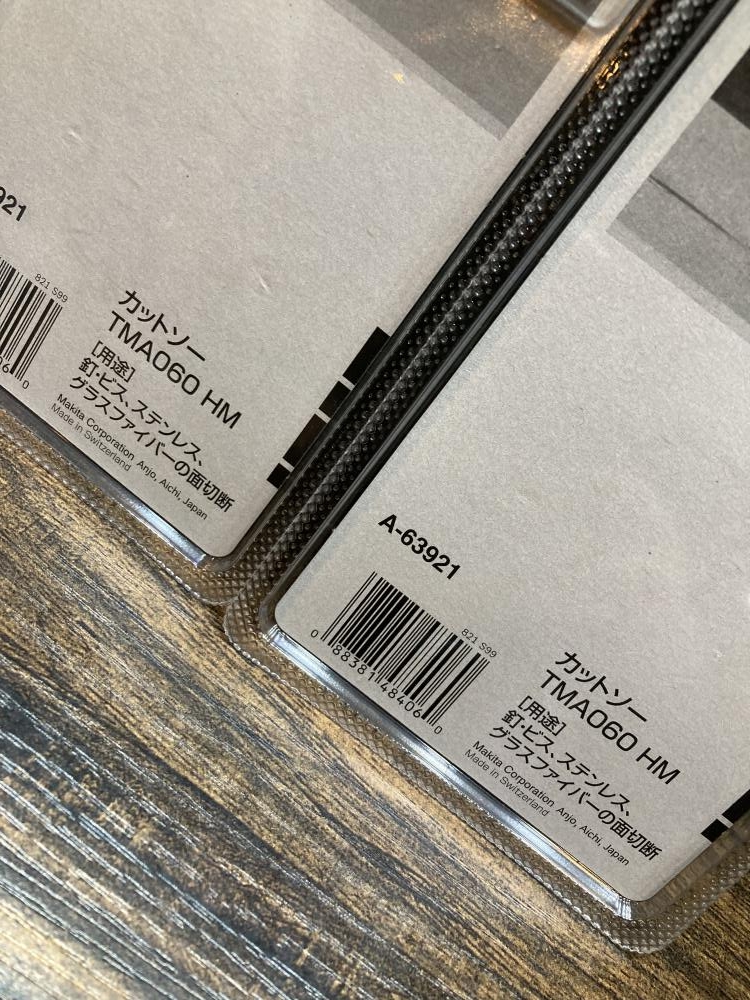 921
821 S99
06 0
カットソー
TMA060 HM
[用途]
釘・ビス、ステンレス、
グラスファイバーの面切断
Makita Corporation Anjo, Aichi, Japan
Made in Switzerland
A-63921
821 S99
0 88381 48406 0
カットソー
TMA060 HM
[用途]
釘・ビス、ステンレス、
グラスファイバーの面切断
Makita Corporation Anjo, Aichi, Japan
Made in Switzerland